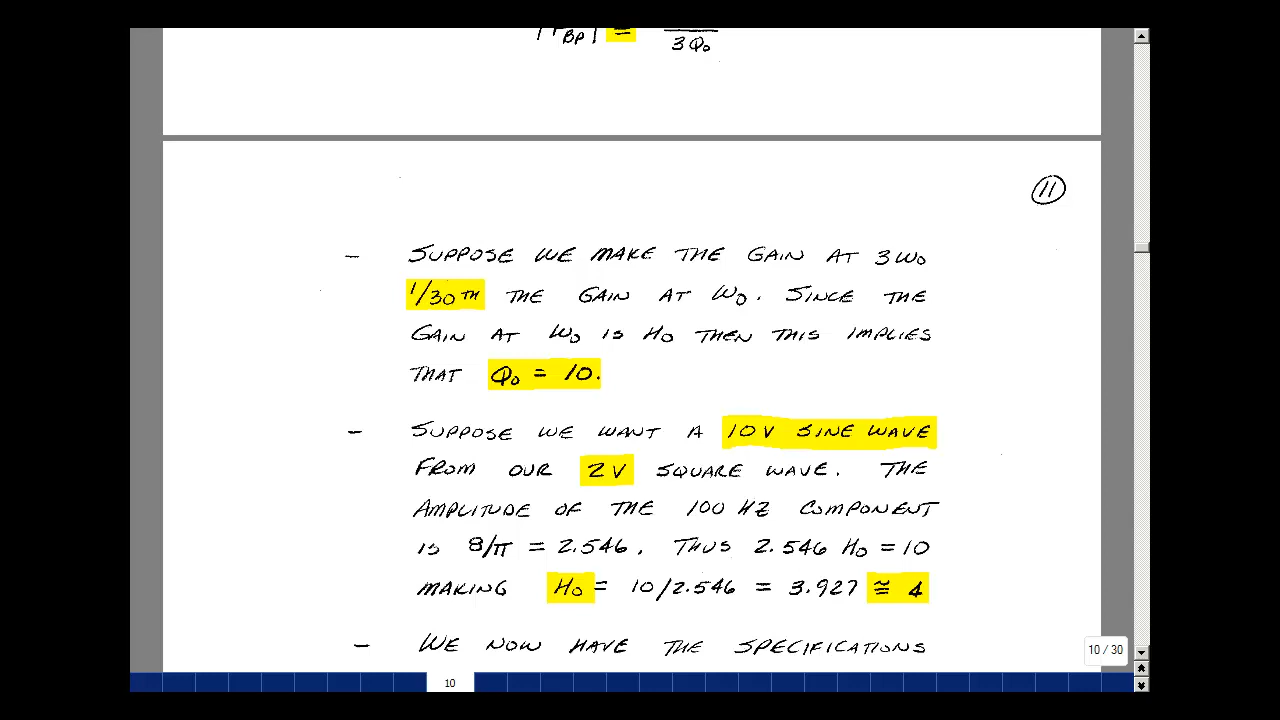 |HBP| =
3Q₀
11
- SUPPOSE WE MAKE THE GAIN AT 3ω₀
1/30TH THE GAIN AT ω₀. SINCE THE
GAIN AT ω₀ IS H₀ THEN THIS IMPLIES
THAT Q₀ = 10.
- SUPPOSE WE WANT A 10V SINE WAVE
FROM OUR 2V SQUARE WAVE. THE
AMPLITUDE OF THE 100 HZ COMPONENT
IS 8/π = 2.546. THUS 2.546 H₀ = 10
MAKING H₀ = 10/2.546 = 3.927 ≅ 4
- WE NOW HAVE THE SPECIFICATIONS
10 / 30
10